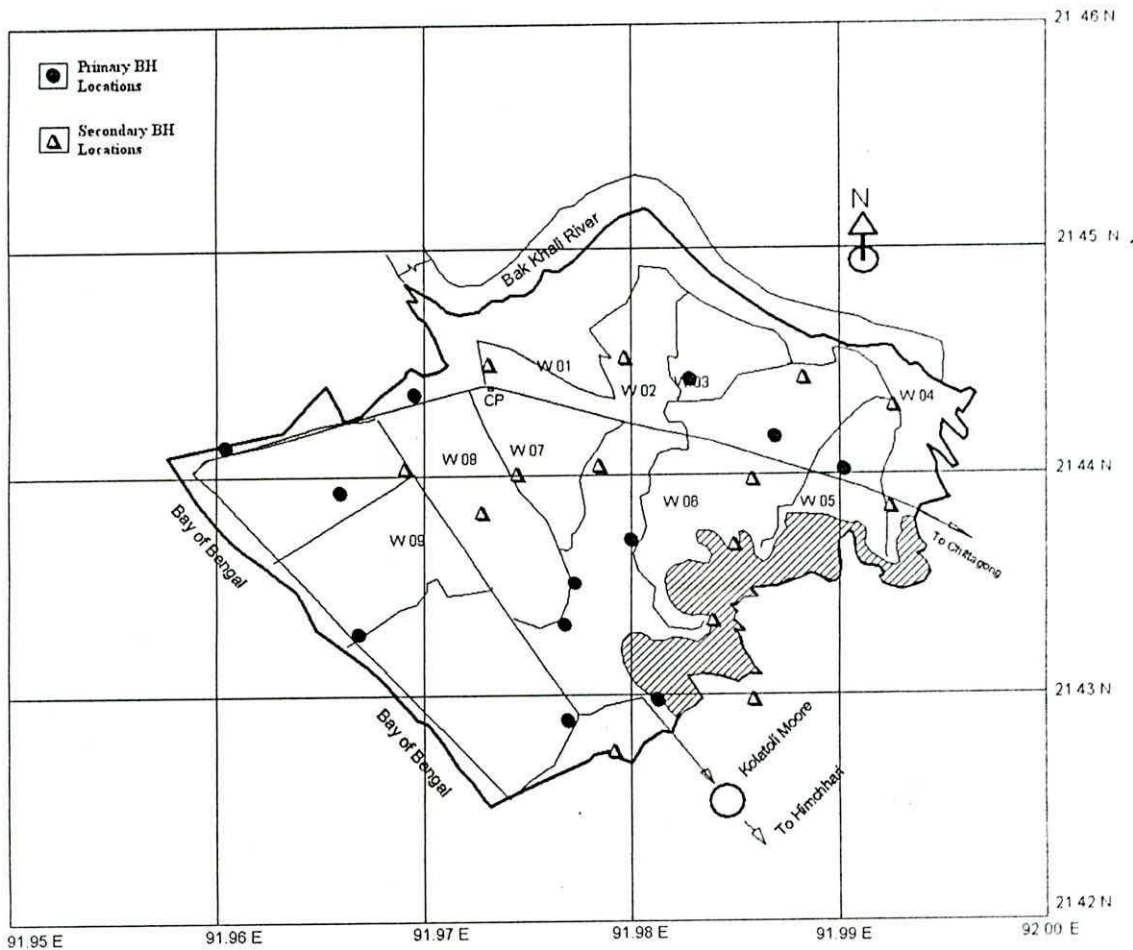 21 46 N
Primary BH
Locations
Secondary BH
Locations
N
21 45 N
Bak Khali River
W 01
W 02
W 03
W 04
CP
21 44 N
W 08
W 07
W 06
W 05
W 09
To Chittagong
Bay of Bengal
21 43 N
Bay of Bengal
Kolatoli Moore
To Himchhari
21 42 N
91.95 E
91.96 E
91.97 E
91.98 E
91.99 E
92 00 E